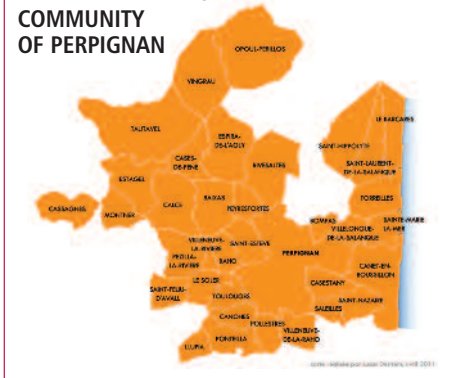 COMMUNITY
OF PERPIGNAN
OPOUL-PERILLOS
VINGRAU
LE BARCARES
TAUTAVEL
ESPIRA-
DE-L'AGLY
SAINT-HIPPOLYTE
CASES-
DE-PENE
RIVESALTES
SAINT-LAURENT-
DE-LA-SALANQUE
ESTAGEL
TORREILLES
CASSAGNES
MONTNER
CALCE
BAIXAS
PEYRESTORTES
BOMPAS
SAINTE-MARIE
LA-MER
VILLELONGUE-
DE-LA-SALANQUE
VILLENEUVE-
LA-RIVIERE
SAINT-ESTEVE
PERPIGNAN
PEZILLA-
LA-RIVIERE
BAHO
CANET-EN-
ROUSSILLON
LE SOLER
CABESTANY
SAINT-FELIU-
D'AVALL
TOULOUGES
SAINT-NAZAIRE
SALEILLES
CANOHES
POLLESTRES
VILLENEUVE-
DE-LA-RAHO
PONTEILLA
LLUPIA